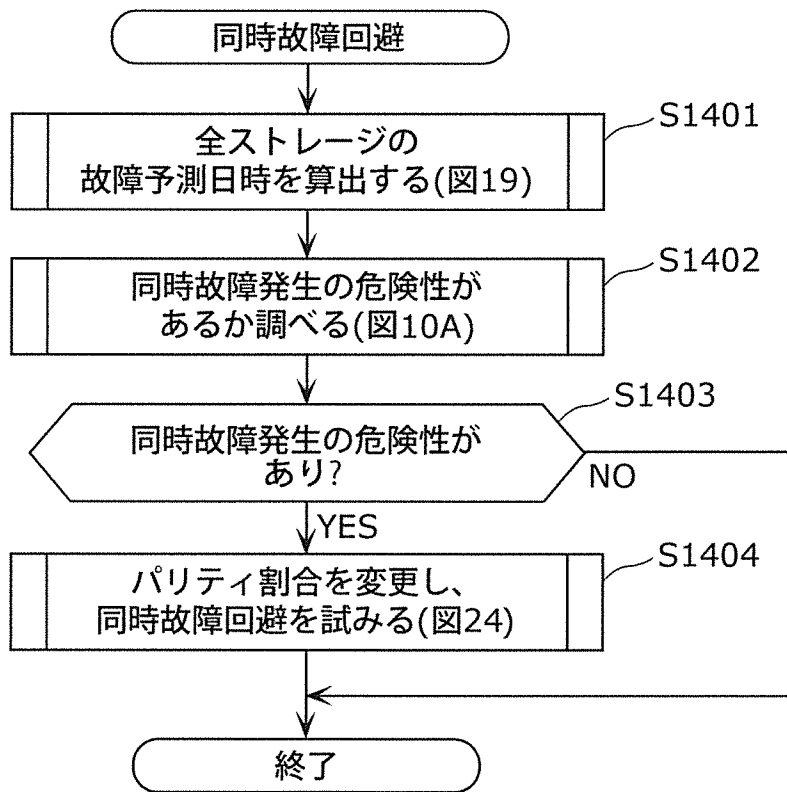 同時故障回避
S1401
全ストレージの
故障予測日時を算出する(図19)
S1402
同時故障発生の危険性が
あるか調べる(図10A)
S1403
同時故障発生の危険性が
あり?
NO
YES
S1404
パリティ割合を変更し、
同時故障回避を試みる(図24)
終了